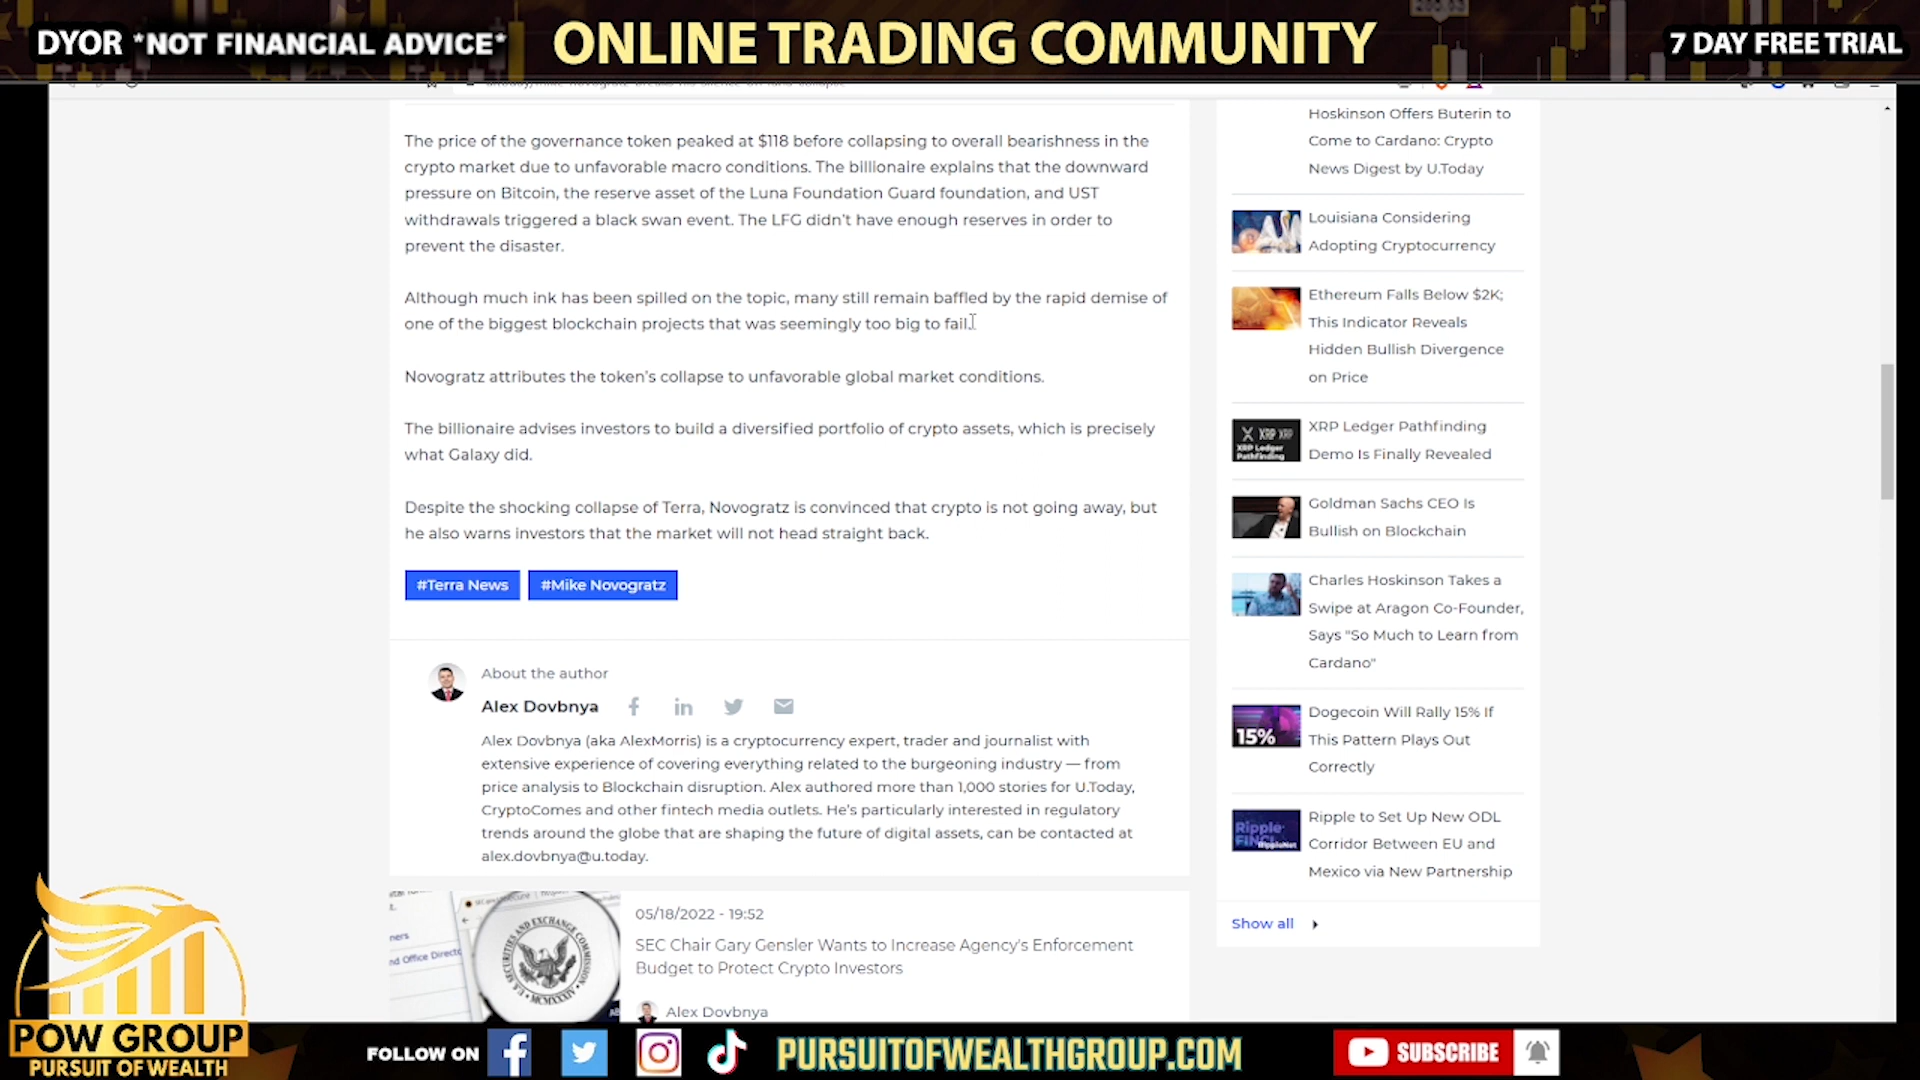 DYOR *NOT FINANCIAL ADVICE*
ONLINE TRADING COMMUNITY
7 DAY FREE TRIAL
The price of the governance token peaked at $118 before collapsing to overall bearishness in the
crypto market due to unfavorable macro conditions. The billionaire explains that the downward
pressure on Bitcoin, the reserve asset of the Luna Foundation Guard foundation, and UST
withdrawals triggered a black swan event. The LFG didn't have enough reserves in order to
prevent the disaster.
Although much ink has been spilled on the topic, many still remain baffled by the rapid demise of
one of the biggest blockchain projects that was seemingly too big to fail.
Novogratz attributes the token's collapse to unfavorable global market conditions.
The billionaire advises investors to build a diversified portfolio of crypto assets, which is precisely
what Galaxy did.
Despite the shocking collapse of Terra, Novogratz is convinced that crypto is not going away, but
he also warns investors that the market will not head straight back.
#Terra News #Mike Novogratz
About the author
Alex Dovbnya
Alex Dovbnya (aka AlexMorris) is a cryptocurrency expert, trader and journalist with
extensive experience of covering everything related to the burgeoning industry — from
price analysis to Blockchain disruption. Alex authored more than 1,000 stories for U.Today,
CryptoComes and other fintech media outlets. He's particularly interested in regulatory
trends around the globe that are shaping the future of digital assets, can be contacted at
alex.dovbnya@u.today.
05/18/2022 - 19:52
SEC Chair Gary Gensler Wants to Increase Agency's Enforcement
Budget to Protect Crypto Investors
Alex Dovbnya
Hoskinson Offers Buterin to
Come to Cardano: Crypto
News Digest by U.Today
Louisiana Considering
Adopting Cryptocurrency
Ethereum Falls Below $2K;
This Indicator Reveals
Hidden Bullish Divergence
on Price
XRP Ledger Pathfinding
Demo Is Finally Revealed
XRP XRP
XRP Ledger
Pathfinding
Goldman Sachs CEO Is
Bullish on Blockchain
Charles Hoskinson Takes a
Swipe at Aragon Co-Founder,
Says "So Much to Learn from
Cardano"
15%
Dogecoin Will Rally 15% If
This Pattern Plays Out
Correctly
Ripple
RippleNet
Ripple to Set Up New ODL
Corridor Between EU and
Mexico via New Partnership
Show all
POW GROUP
PURSUIT OF WEALTH
FOLLOW ON
PURSUITOFWEALTHGROUP.COM
SUBSCRIBE